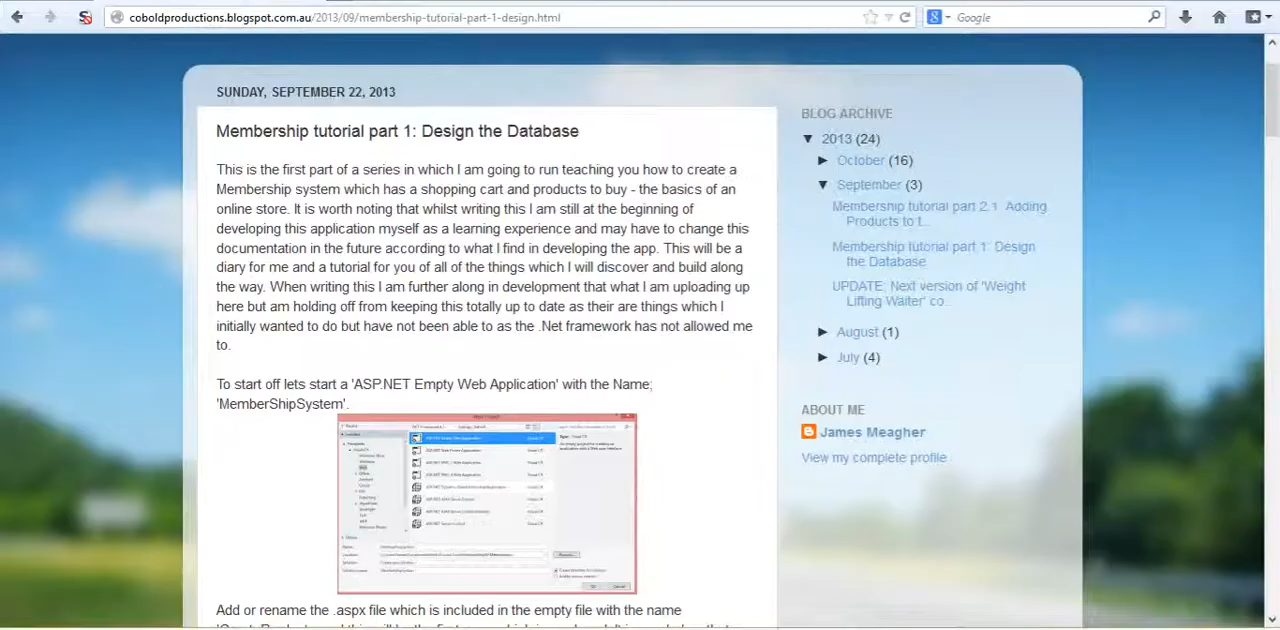 coboldproductions.blogspot.com.au/2013/09/membership-tutorial-part-1-design.html
Google
SUNDAY, SEPTEMBER 22, 2013
Membership tutorial part 1: Design the Database
This is the first part of a series in which I am going to run teaching you how to create a
Membership system which has a shopping cart and products to buy - the basics of an
online store. It is worth noting that whilst writing this I am still at the beginning of
developing this application myself as a learning experience and may have to change this
documentation in the future according to what I find in developing the app. This will be a
diary for me and a tutorial for you of all of the things which I will discover and build along
the way. When writing this I am further along in development that what I am uploading up
here but am holding off from keeping this totally up to date as their are things which I
initially wanted to do but have not been able to as the .Net framework has not allowed me
to.
To start off lets start a 'ASP.NET Empty Web Application' with the Name;
'MemberShipSystem'.
Add or rename the .aspx file which is included in the empty file with the name
BLOG ARCHIVE
▼ 2013 (24)
► October (16)
▼ September (3)
Membership tutorial part 2.1: Adding
Products to t...
Membership tutorial part 1: Design
the Database
UPDATE: Next version of 'Weight
Lifting Waiter' co...
► August (1)
► July (4)
ABOUT ME
James Meagher
View my complete profile